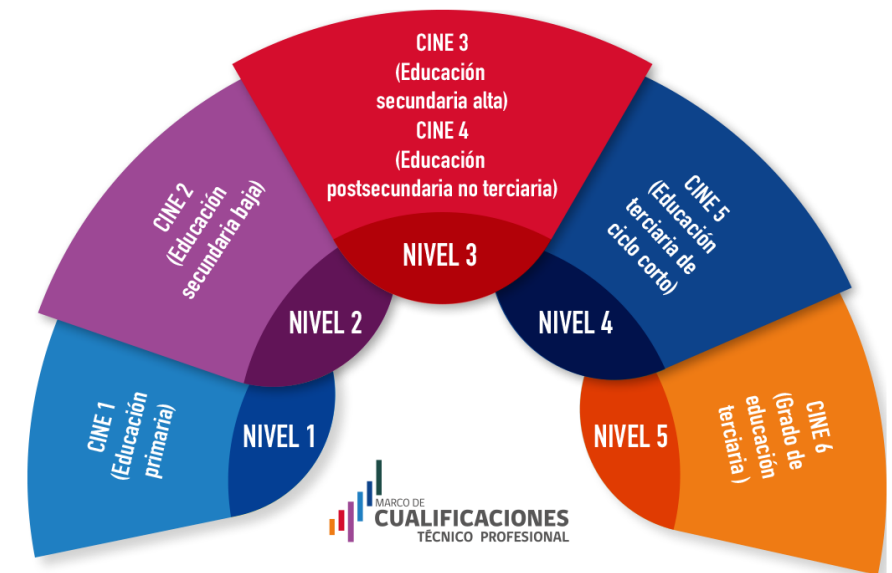 CINE 1
(Educación
primaria)
NIVEL 1
CINE 2
(Educación
secundaria baja)
NIVEL 2
CINE 3
(Educación
secundaria alta)
CINE 4
(Educación
postsecundaria no terciaria)
NIVEL 3
CINE 5
(Educación
terciaria de
ciclo corto)
NIVEL 4
CINE 6
(Grado de
educación
terciaria )
NIVEL 5
MARCO DE
CUALIFICACIONES
TÉCNICO PROFESIONAL